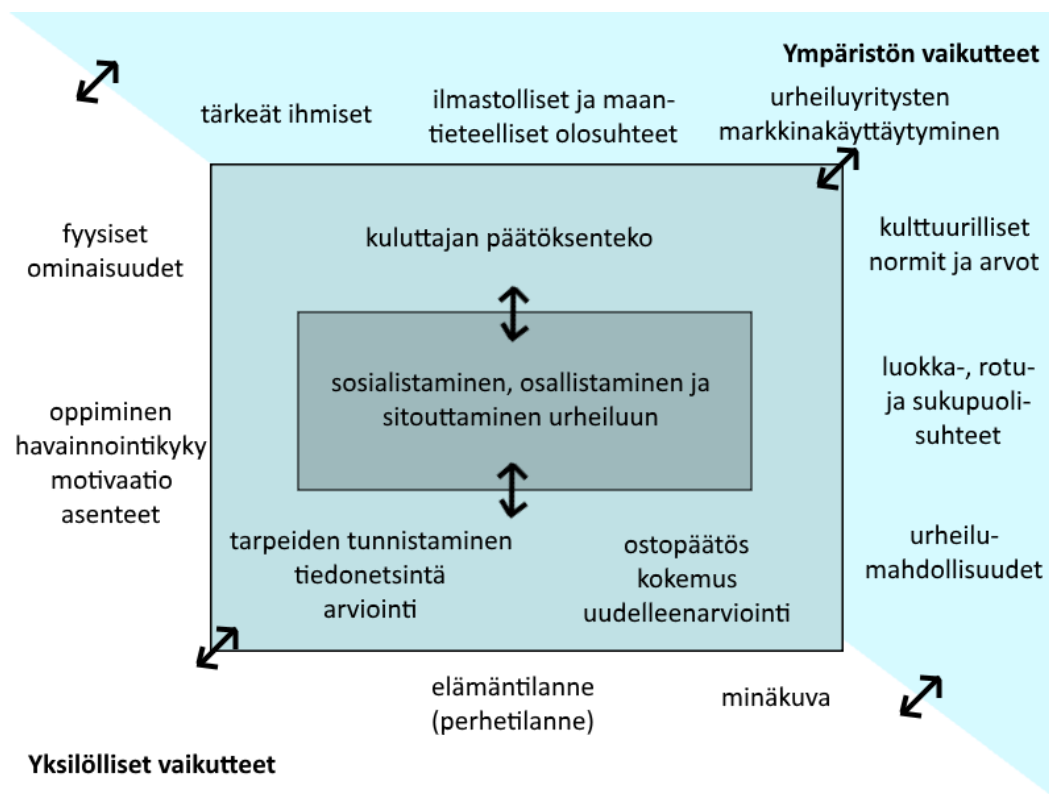 Ympäristön vaikutteet
tärkeät ihmiset
ilmastolliset ja maan-
tieteelliset olosuhteet
urheiluyritysten
markkinakäyttäytyminen
fyysiset
ominaisuudet
kuluttajan päätöksenteko
kulttuurilliset
normit ja arvot
sosialistaminen, osallistaminen ja
sitouttaminen urheiluun
luokka-, rotu-
ja sukupuoli-
suhteet
oppiminen
havainnointikyky
motivaatio
asenteet
tarpeiden tunnistaminen
tiedonetsintä
arviointi
ostopäätös
kokemus
uudelleenarviointi
urheilu-
mahdollisuudet
elämäntilanne
(perhetilanne)
minäkuva
Yksilölliset vaikutteet